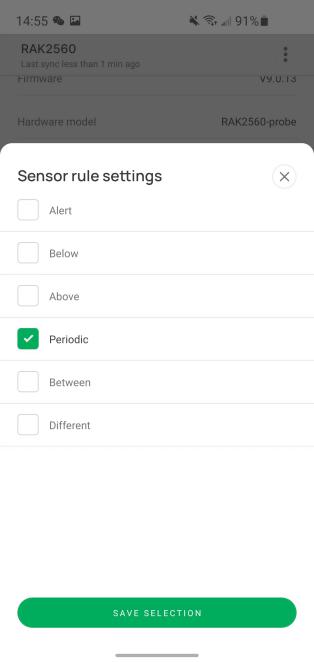 14:55 91%
RAK2560
Last sync less than 1 min ago
Firmware V9.0.13
Hardware model RAK2560-probe
Sensor rule settings
Alert
Below
Above
Periodic
Between
Different
SAVE SELECTION